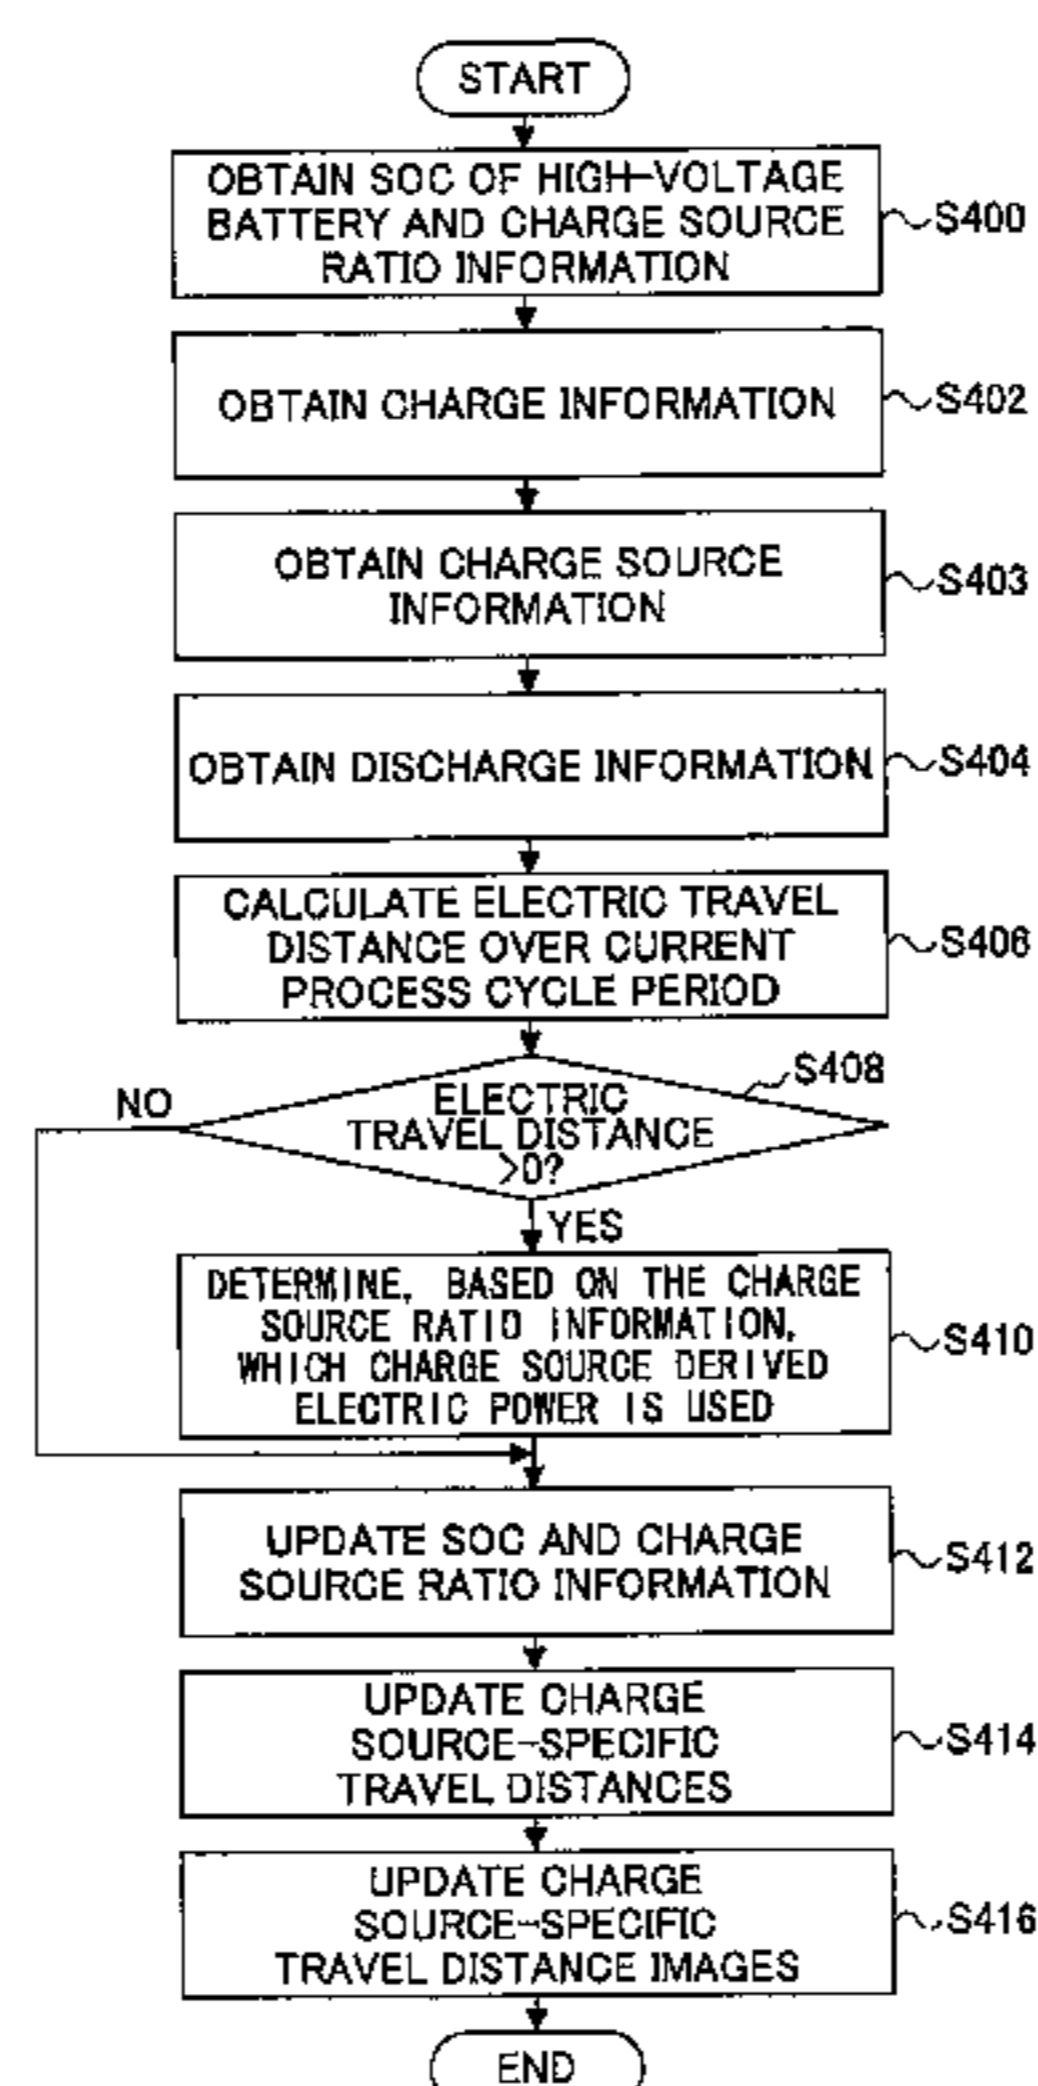 START
OBTAIN SOC OF HIGH-VOLTAGE
BATTERY AND CHARGE SOURCE
RATIO INFORMATION
S400
OBTAIN CHARGE INFORMATION
S402
OBTAIN CHARGE SOURCE
INFORMATION
S403
OBTAIN DISCHARGE INFORMATION
S404
CALCULATE ELECTRIC TRAVEL
DISTANCE OVER CURRENT
PROCESS CYCLE PERIOD
S406
S408
NO
ELECTRIC
TRAVEL DISTANCE
>0?
YES
DETERMINE, BASED ON THE CHARGE
SOURCE RATIO INFORMATION,
WHICH CHARGE SOURCE DERIVED
ELECTRIC POWER IS USED
S410
UPDATE SOC AND CHARGE
SOURCE RATIO INFORMATION
S412
UPDATE CHARGE
SOURCE-SPECIFIC
TRAVEL DISTANCES
S414
UPDATE CHARGE
SOURCE-SPECIFIC
TRAVEL DISTANCE IMAGES
S416
END